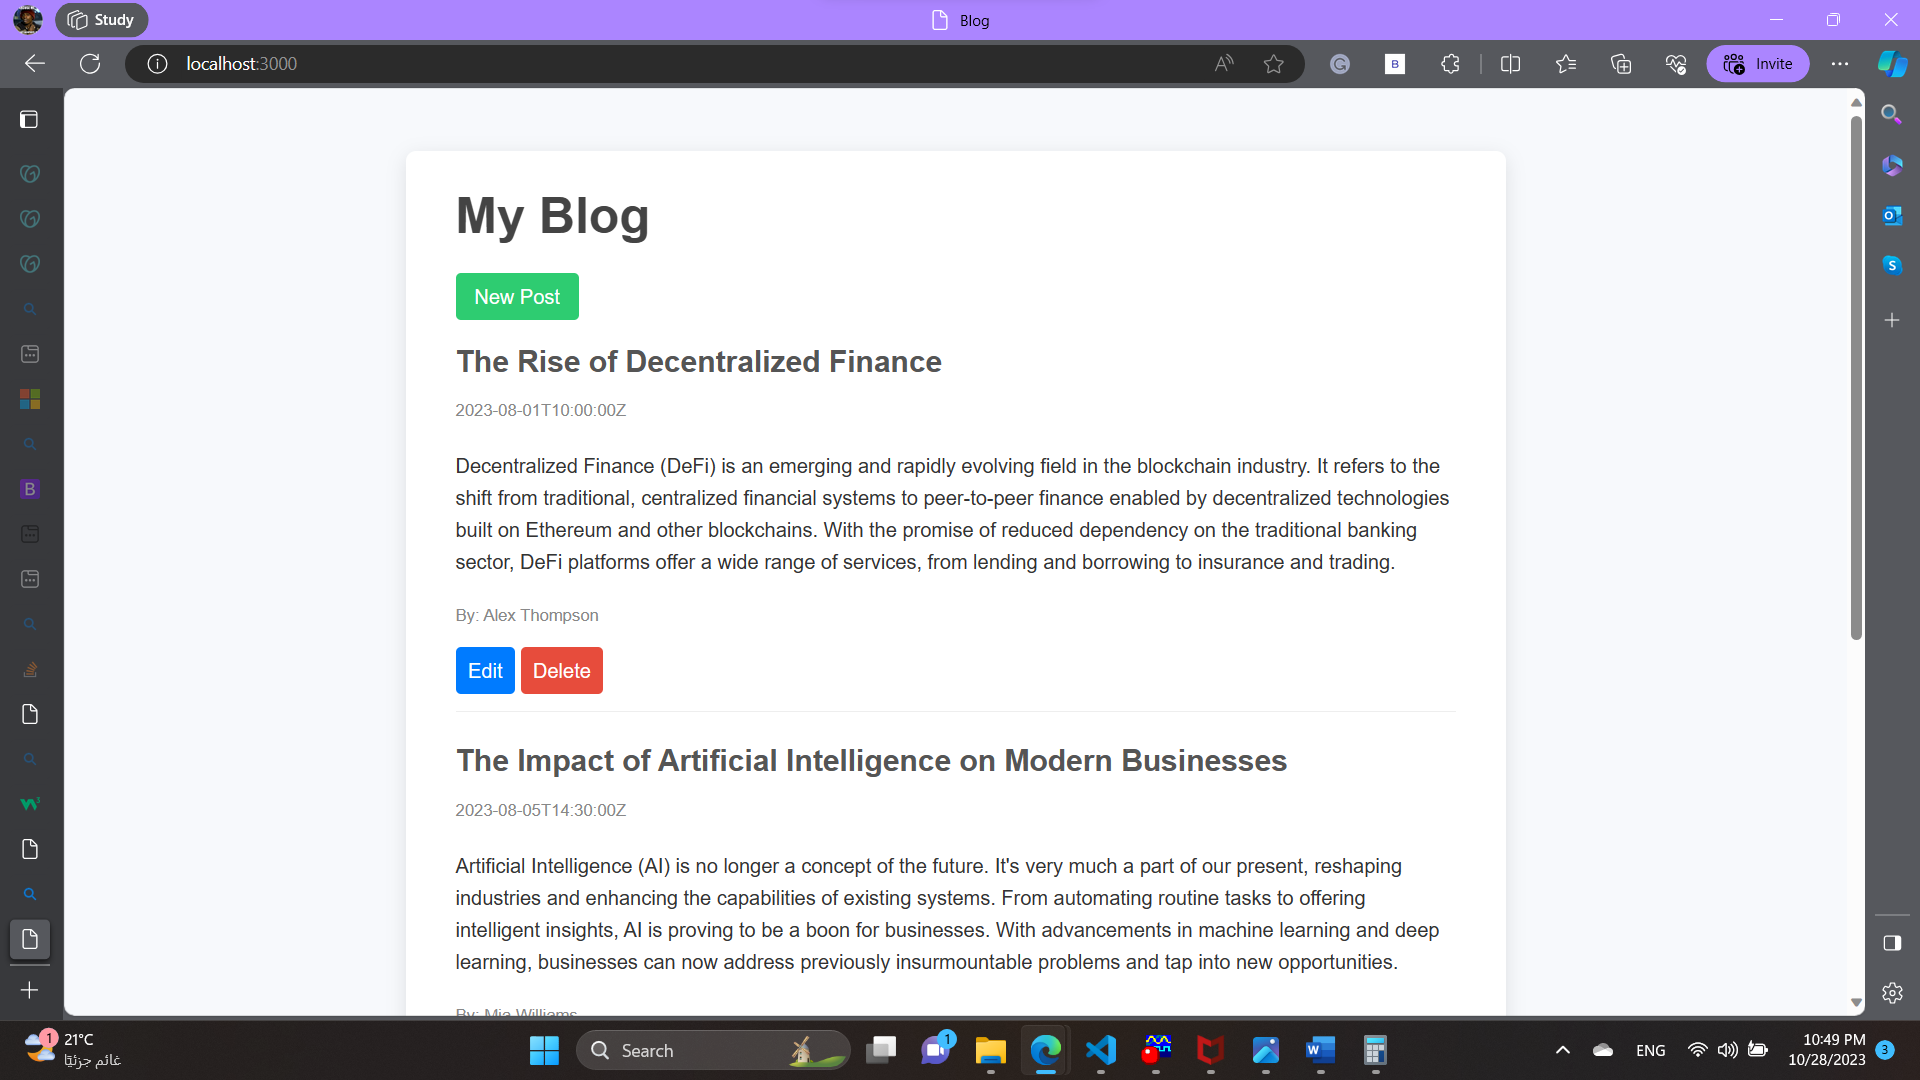 Study
Blog
localhost:3000
Invite
My Blog
New Post
The Rise of Decentralized Finance
2023-08-01T10:00:00Z
Decentralized Finance (DeFi) is an emerging and rapidly evolving field in the blockchain industry. It refers to the
shift from traditional, centralized financial systems to peer-to-peer finance enabled by decentralized technologies
built on Ethereum and other blockchains. With the promise of reduced dependency on the traditional banking
sector, DeFi platforms offer a wide range of services, from lending and borrowing to insurance and trading.
By: Alex Thompson
Edit Delete
The Impact of Artificial Intelligence on Modern Businesses
2023-08-05T14:30:00Z
Artificial Intelligence (AI) is no longer a concept of the future. It's very much a part of our present, reshaping
industries and enhancing the capabilities of existing systems. From automating routine tasks to offering
intelligent insights, AI is proving to be a boon for businesses. With advancements in machine learning and deep
learning, businesses can now address previously insurmountable problems and tap into new opportunities.
By: Mia Williams
1
21°C
غائم جزئيًا
Search
1
ENG
10:49 PM
10/28/2023
3